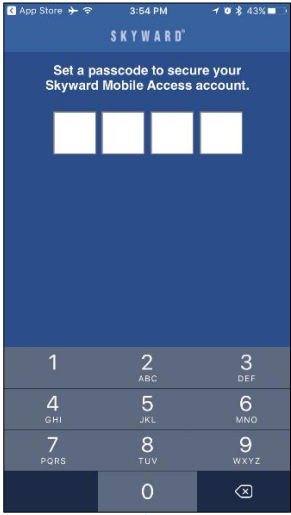 App Store 3:54 PM 43%
SKYWARD
Set a passcode to secure your
Skyward Mobile Access account.
1 2 3
ABC DEF
4 5 6
GHI JKL MNO
7 8 9
PQRS TUV WXYZ
0